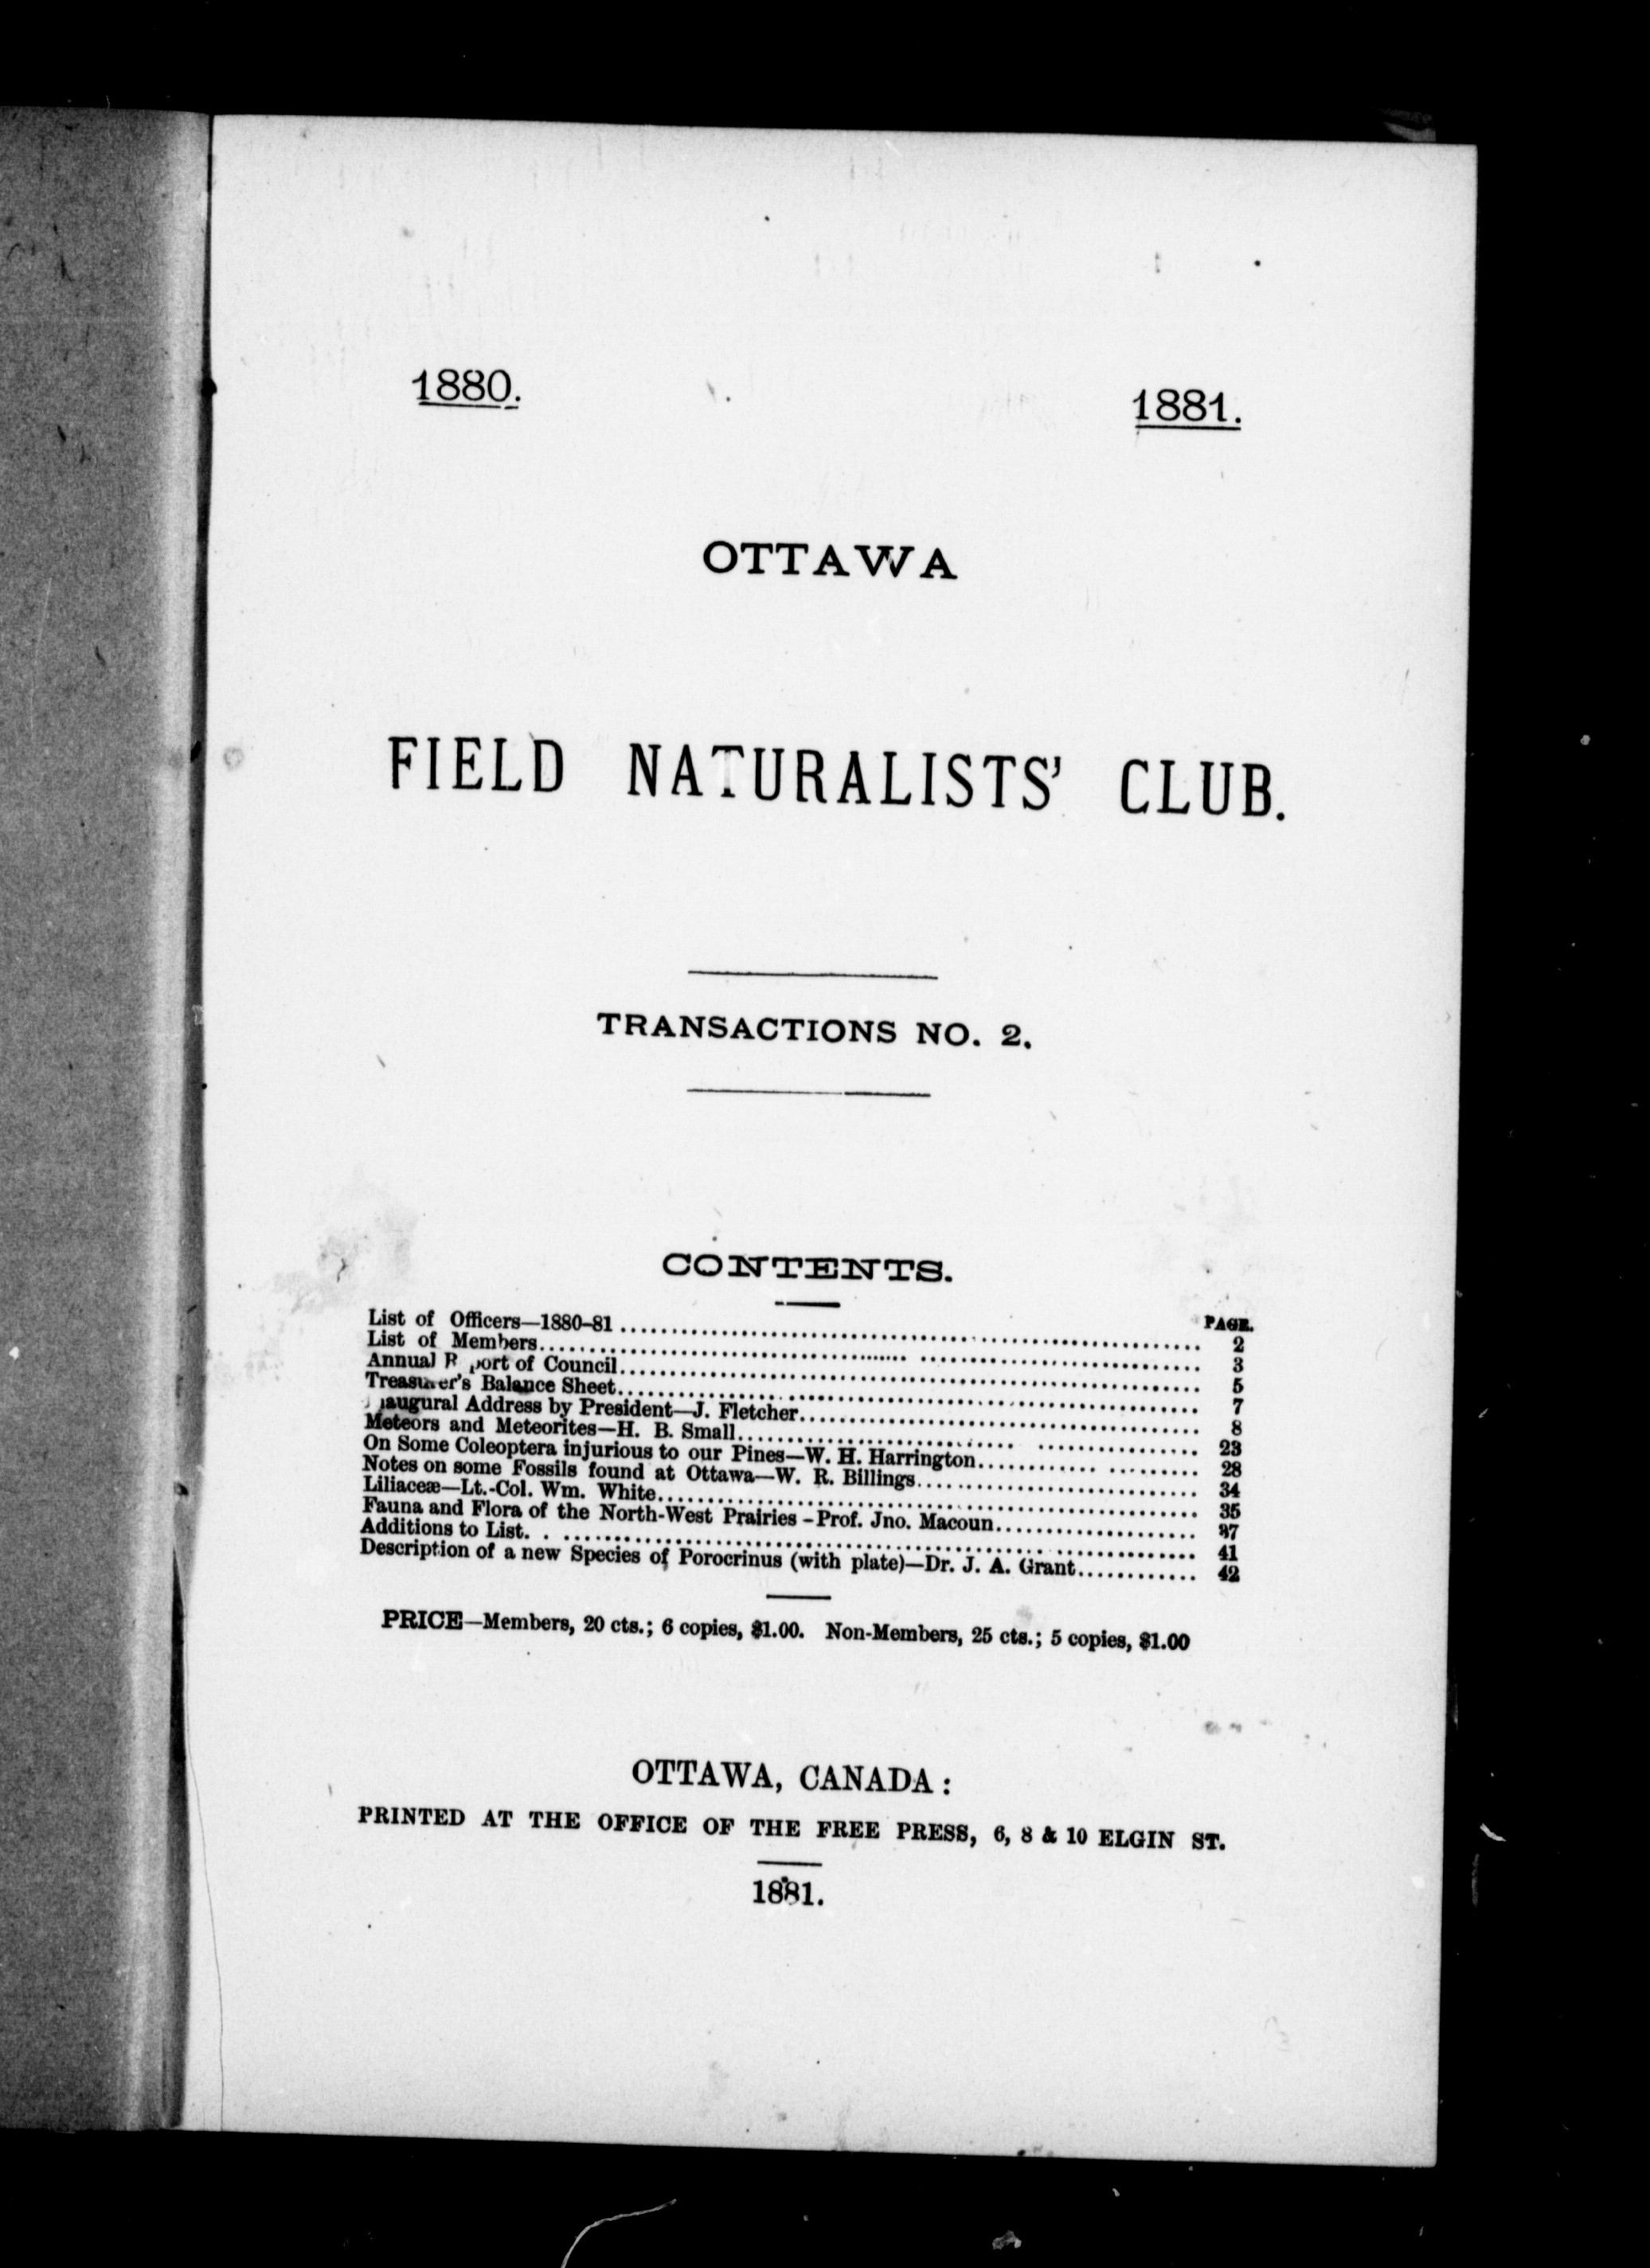 1880. 1881.
OTTAWA
FIELD NATURALISTS' CLUB.
TRANSACTIONS NO. 2.
CONTENTS.
PAGE.
List of Officers—1880-81 2
List of Members 3
Annual R port of Council 5
Treasurer's Balance Sheet 7
augural Address by President—J. Fletcher 8
Meteors and Meteorites—H. B. Small 23
On Some Coleoptera injurious to our Pines—W. H. Harrington 28
Notes on some Fossils found at Ottawa—W. R. Billings 34
Liliaceæ—Lt.-Col. Wm. White 35
Fauna and Flora of the North-West Prairies - Prof. Jno. Macoun 37
Additions to List. 41
Description of a new Species of Porocrinus (with plate)—Dr. J. A. Grant 42
PRICE—Members, 20 cts.; 6 copies, $1.00. Non-Members, 25 cts.; 5 copies, $1.00
OTTAWA, CANADA:
PRINTED AT THE OFFICE OF THE FREE PRESS, 6, 8 & 10 ELGIN ST.
1881.